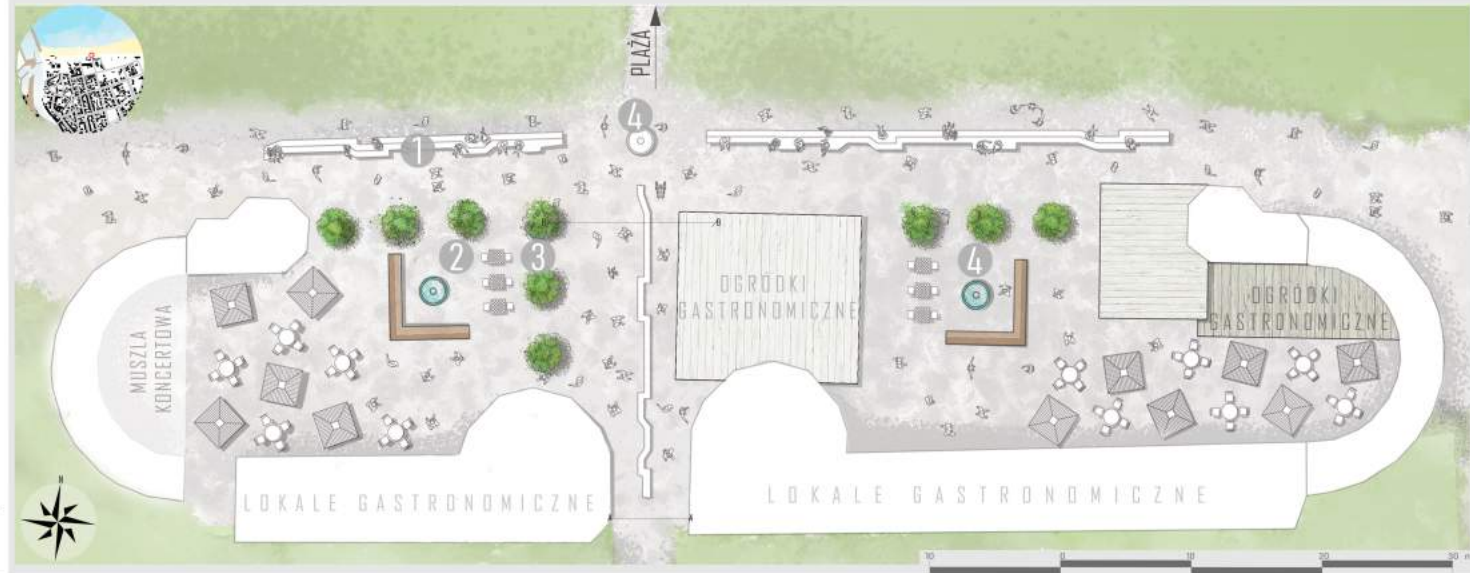 PLAŻA
4
1
2
3
4
OGRÓDKI
GASTRONOMICZNE
OGRÓDKI
GASTRONOMICZNE
MUSZLA
KONCERTOWA
LOKALE GASTRONOMICZNE
LOKALE GASTRONOMICZNE
N
10 0 10 20 30 m